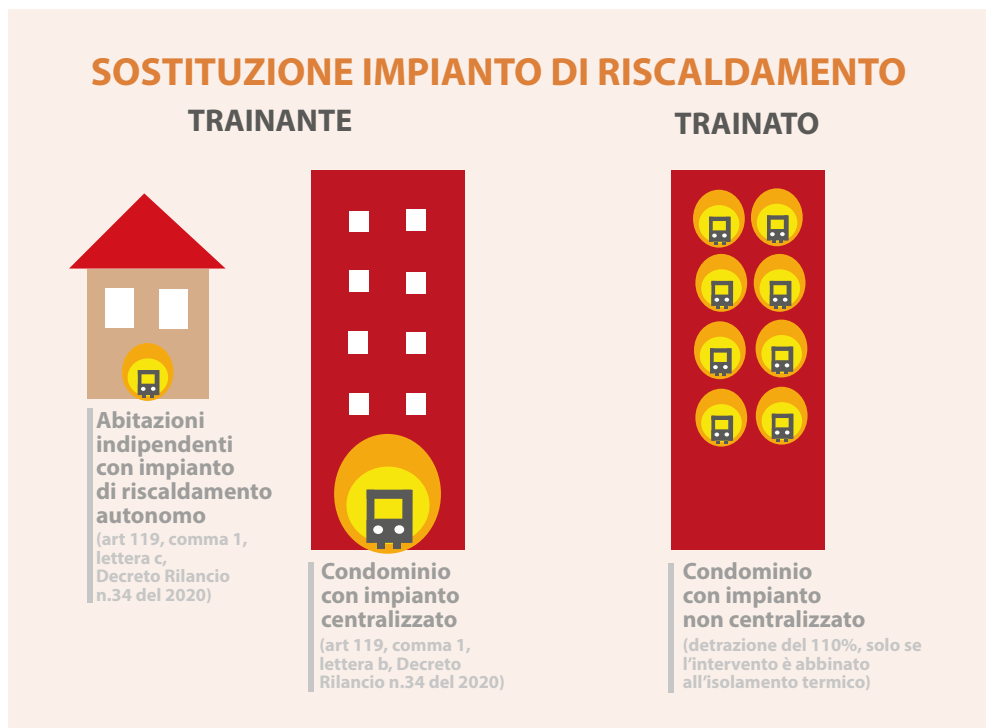 SOSTITUZIONE IMPIANTO DI RISCALDAMENTO
TRAINANTE
TRAINATO
Abitazioni
indipendenti
con impianto
di riscaldamento
autonomo
(art 119, comma 1,
lettera c,
Decreto Rilancio
n.34 del 2020)
Condominio
con impianto
centralizzato
(art 119, comma 1,
lettera b, Decreto
Rilancio n.34 del 2020)
Condominio
con impianto
non centralizzato
(detrazione del 110%, solo se
l'intervento è abbinato
all'isolamento termico)